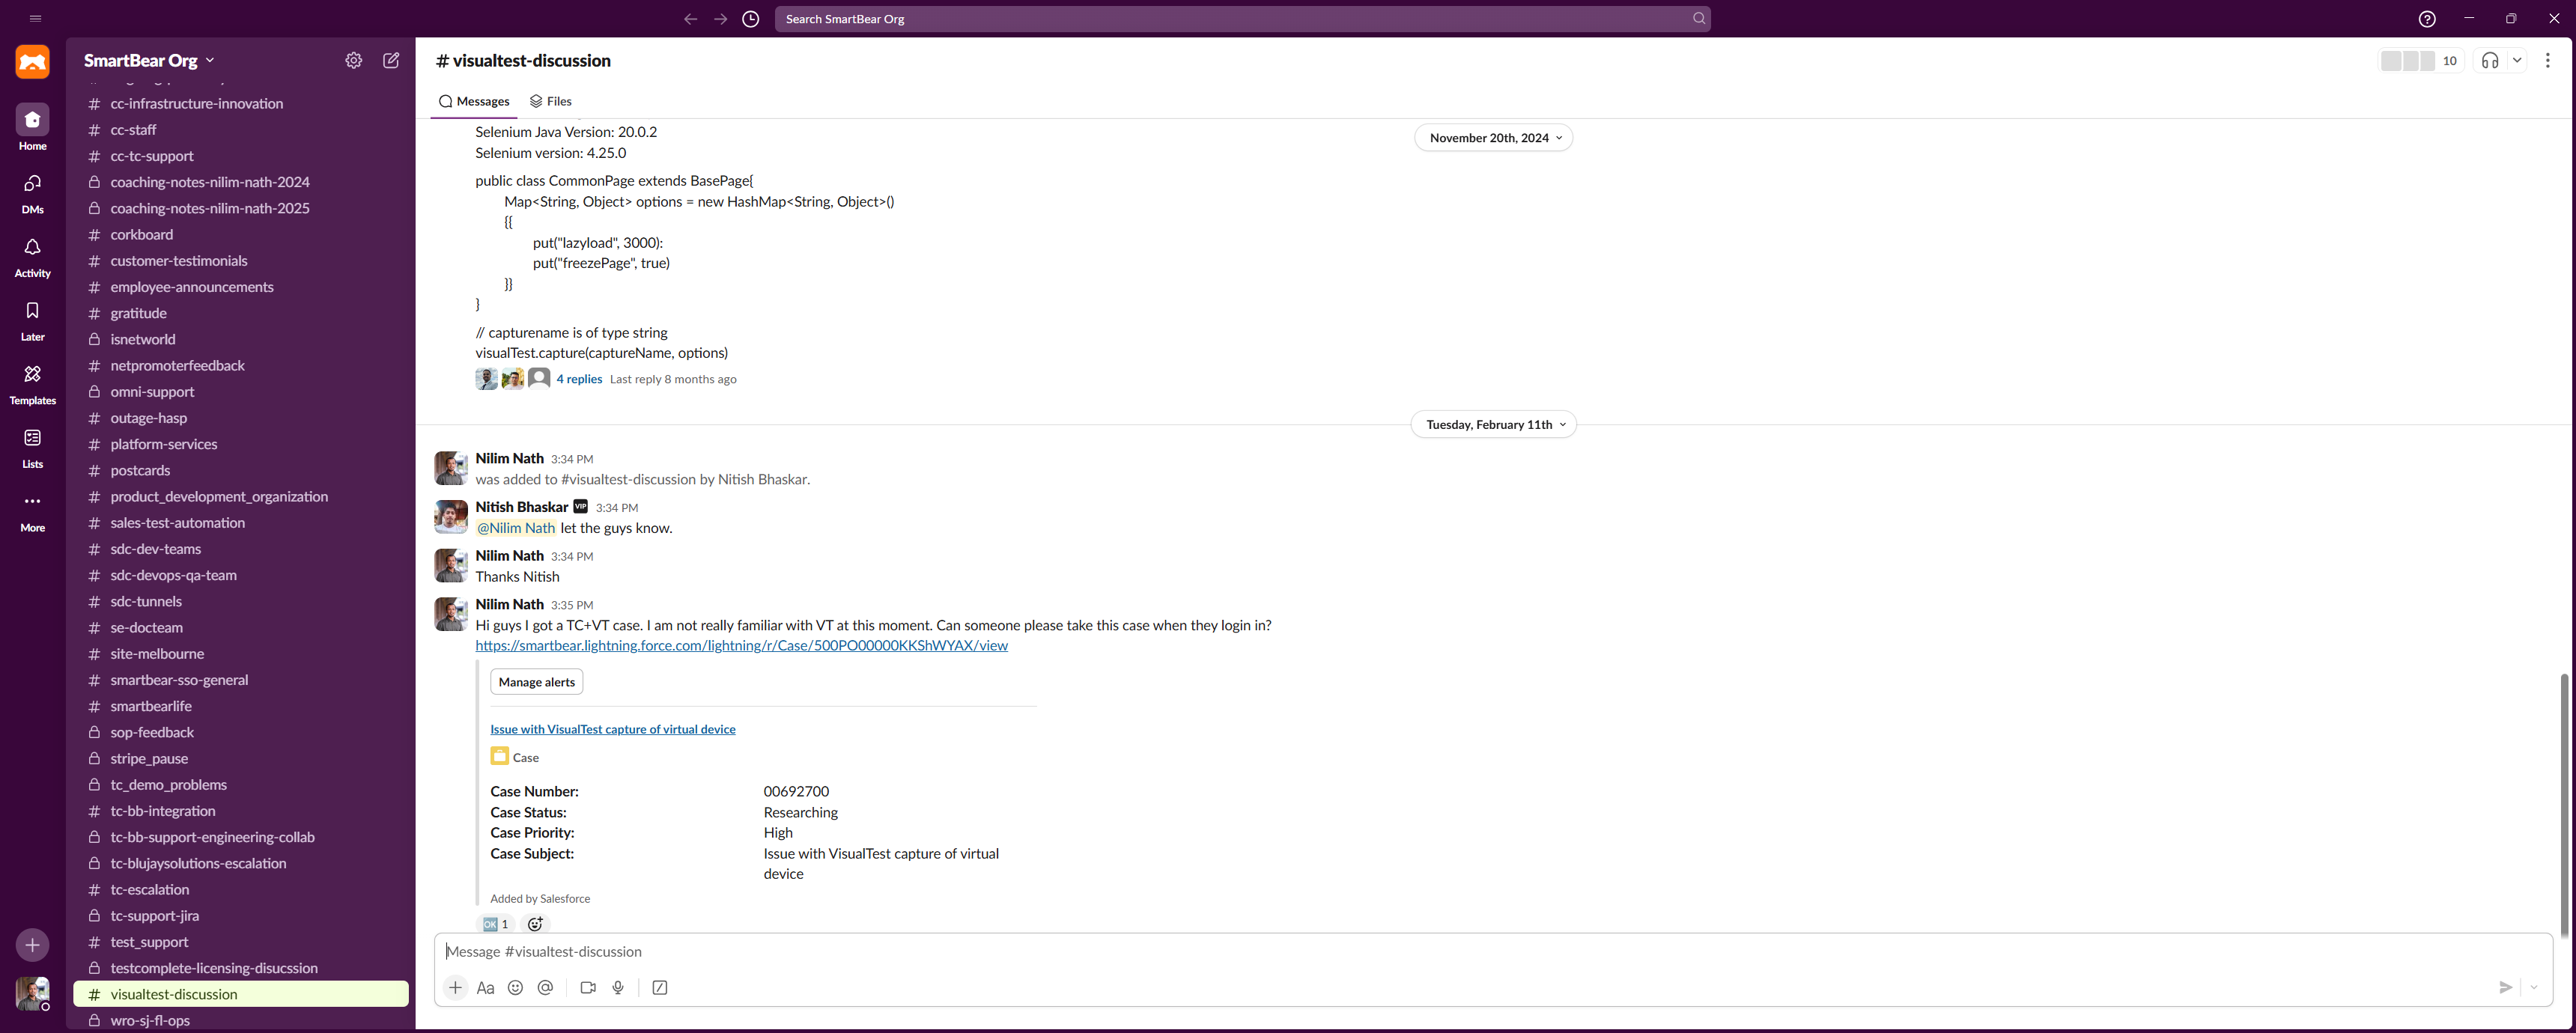 Search SmartBear Org
SmartBear Org
Home
DMs
Activity
Later
Templates
Lists
More
# cc-infrastructure-innovation
# cc-staff
# cc-tc-support
coaching-notes-nilim-nath-2024
coaching-notes-nilim-nath-2025
# corkboard
# customer-testimonials
# employee-announcements
# gratitude
isnetworld
# netpromoterfeedback
omni-support
# outage-hasp
# platform-services
# postcards
# product_development_organization
# sales-test-automation
# sdc-dev-teams
# sdc-devops-qa-team
# sdc-tunnels
# se-docteam
# site-melbourne
# smartbear-sso-general
# smartbearlife
sop-feedback
stripe_pause
tc_demo_problems
# tc-bb-integration
tc-bb-support-engineering-collab
tc-blujaysolutions-escalation
# tc-escalation
tc-support-jira
# test_support
testcomplete-licensing-disucssion
# visualtest-discussion
wro-sj-fl-ops
# visualtest-discussion
10
Messages
Files
November 20th, 2024
Selenium Java Version: 20.0.2
Selenium version: 4.25.0
public class CommonPage extends BasePage{
Map<String, Object> options = new HashMap<String, Object>()
{{
put("lazyload", 3000):
put("freezePage", true)
}}
}
// capturename is of type string
visualTest.capture(captureName, options)
4 replies Last reply 8 months ago
Tuesday, February 11th
Nilim Nath 3:34 PM
was added to #visualtest-discussion by Nitish Bhaskar.
Nitish Bhaskar VIP 3:34 PM
@Nilim Nath let the guys know.
Nilim Nath 3:34 PM
Thanks Nitish
Nilim Nath 3:35 PM
Hi guys I got a TC+VT case. I am not really familiar with VT at this moment. Can someone please take this case when they login in?
https://smartbear.lightning.force.com/lightning/r/Case/500PO00000KKShWYAX/view
Manage alerts
Issue with VisualTest capture of virtual device
Case
Case Number: 00692700
Case Status: Researching
Case Priority: High
Case Subject: Issue with VisualTest capture of virtual
device
Added by Salesforce
OK 1
Message #visualtest-discussion
Aa